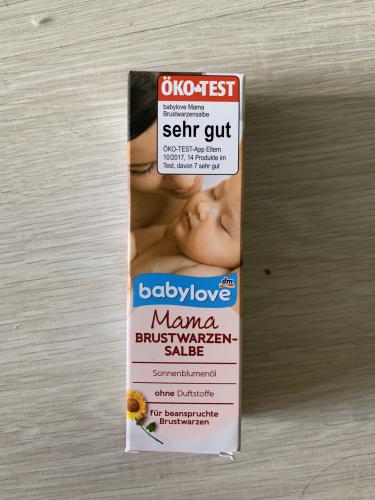 ÖKO-TEST
babylove Mama
Brustwarzensalbe
sehr gut
ÖKO-TEST-App Eltern
10/2017, 14 Produkte im
Test, davon 7 sehr gut
dm
babylove
Mama
BRUSTWARZEN-
SALBE
Sonnenblumenöl
ohne Duftstoffe
für beanspruchte
Brustwarzen